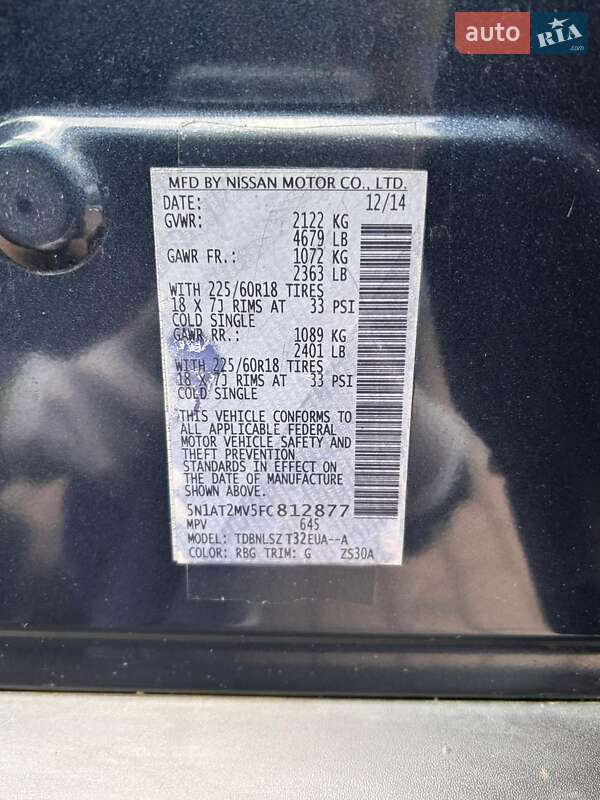 auto RIA
.com
MFD BY NISSAN MOTOR CO., LTD.
DATE: 12/14
GVWR: 2122 KG
4679 LB
GAWR FR.: 1072 KG
2363 LB
WITH 225/60R18 TIRES
18 X 7J RIMS AT 33 PSI
COLD SINGLE
GAWR RR.: 1089 KG
2401 LB
WITH 225/60R18 TIRES
18 X 7J RIMS AT 33 PSI
COLD SINGLE
THIS VEHICLE CONFORMS TO
ALL APPLICABLE FEDERAL
MOTOR VEHICLE SAFETY AND
THEFT PREVENTION
STANDARDS IN EFFECT ON
THE DATE OF MANUFACTURE
SHOWN ABOVE.
5N1AT2MV5FC812877
MPV 645
MODEL: TDBNLSZ T32EUA--A
COLOR: RBG TRIM: G ZS30A